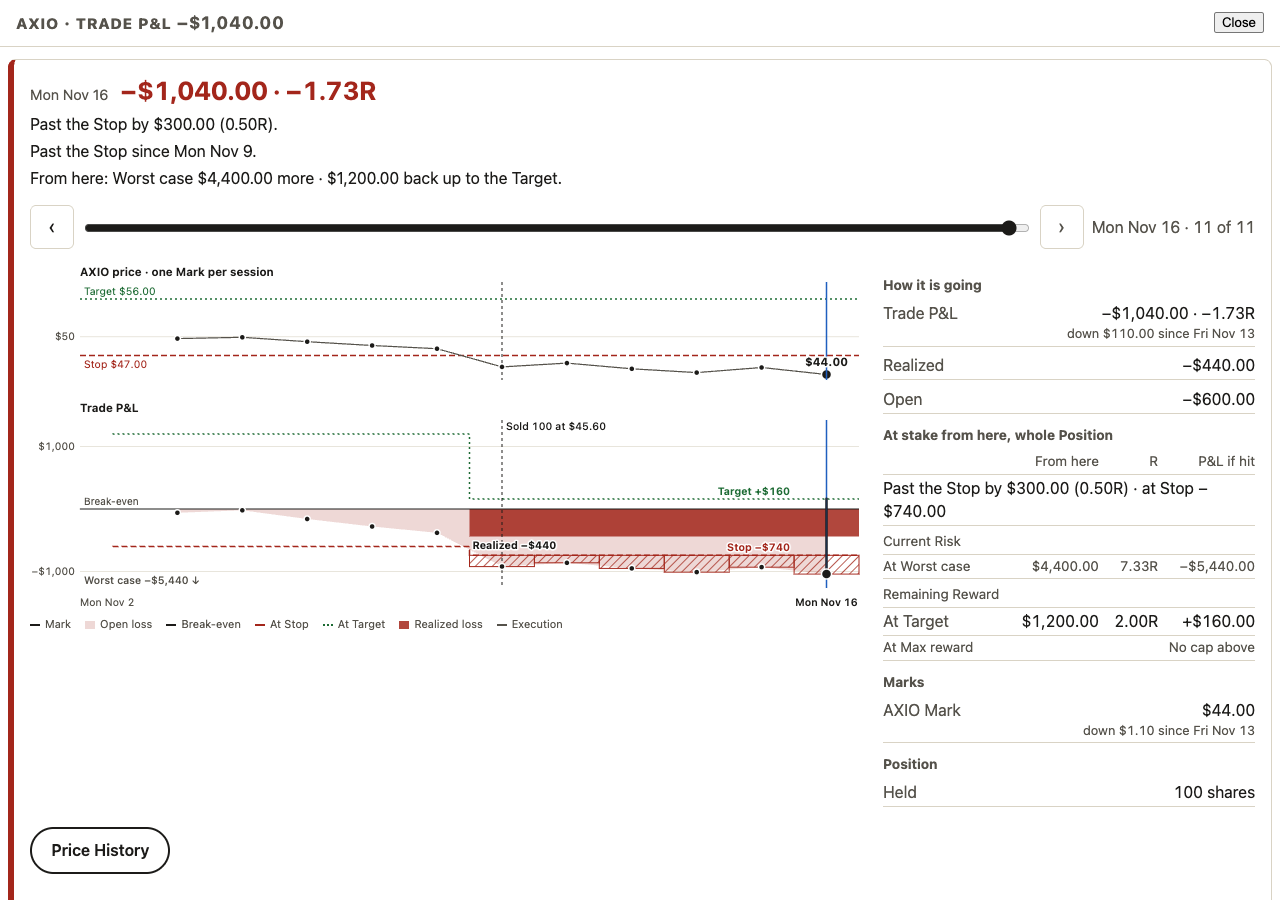 AXIO · TRADE P&L −$1,040.00
Close
Mon Nov 16 −$1,040.00 · −1.73R
Past the Stop by $300.00 (0.50R).
Past the Stop since Mon Nov 9.
From here: Worst case $4,400.00 more · $1,200.00 back up to the Target.
‹
›
Mon Nov 16 · 11 of 11
AXIO price · one Mark per session
Target $56.00
$50
Stop $47.00
$44.00
Trade P&L
Sold 100 at $45.60
$1,000
Target +$160
Break-even
Realized −$440
Stop −$740
−$1,000
Worst case −$5,440 ↓
Mon Nov 2
Mon Nov 16
Mark
Open loss
Break-even
At Stop
At Target
Realized loss
Execution
How it is going
Trade P&L −$1,040.00 · −1.73R
down $110.00 since Fri Nov 13
Realized −$440.00
Open −$600.00
At stake from here, whole Position
From here R P&L if hit
Past the Stop by $300.00 (0.50R) · at Stop −
$740.00
Current Risk
At Worst case $4,400.00 7.33R −$5,440.00
Remaining Reward
At Target $1,200.00 2.00R +$160.00
At Max reward No cap above
Marks
AXIO Mark $44.00
down $1.10 since Fri Nov 13
Position
Held 100 shares
Price History